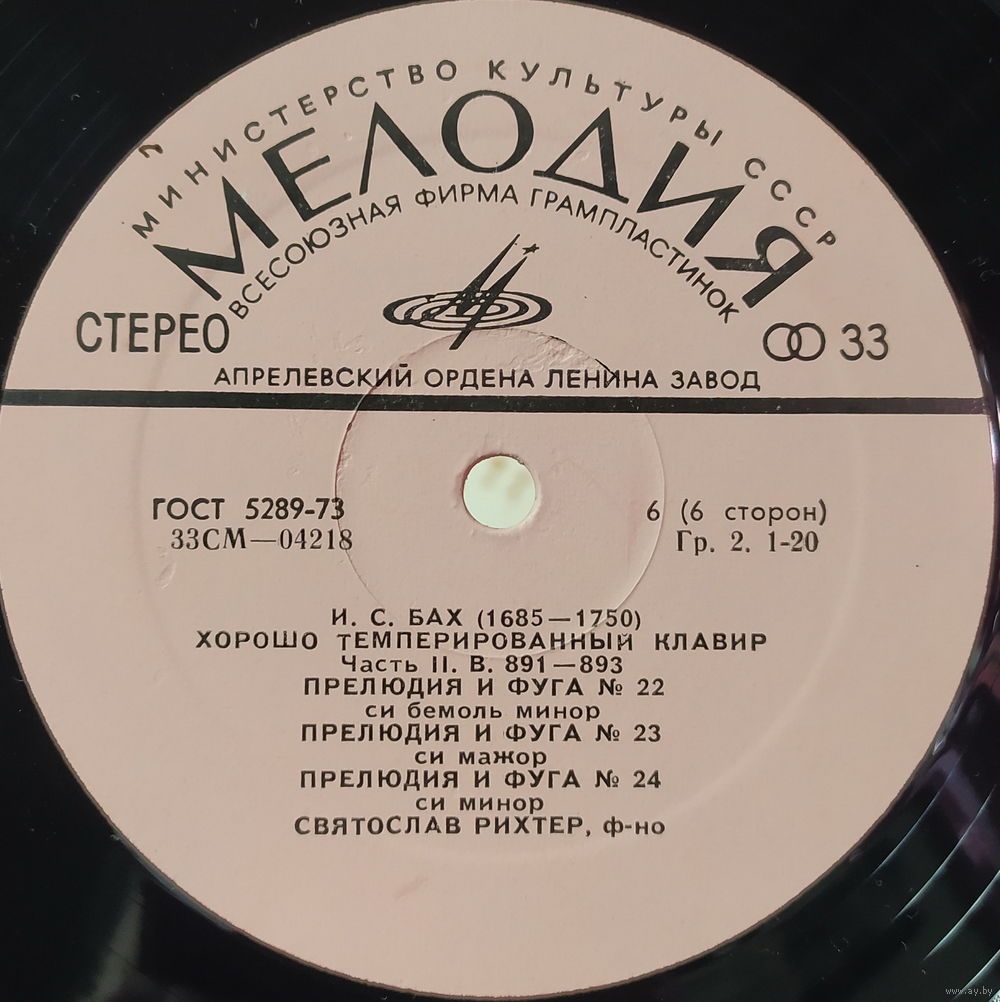 МИНИСТЕРСТВО КУЛЬТУРЫ СССР
МЕЛОДИЯ
ВСЕСОЮЗНАЯ ФИРМА ГРАМПЛАСТИНОК
СТЕРЕО
33
АПРЕЛЕВСКИЙ ОРДЕНА ЛЕНИНА ЗАВОД
ГОСТ 5289-73
6 (6 сторон)
33СМ—04218
Гр. 2. 1-20
И. С. БАХ (1685—1750)
ХОРОШО ТЕМПЕРИРОВАННЫЙ КЛАВИР
Часть II. В. 891—893
ПРЕЛЮДИЯ И ФУГА № 22
си бемоль минор
ПРЕЛЮДИЯ И ФУГА № 23
си мажор
ПРЕЛЮДИЯ И ФУГА № 24
си минор
СВЯТОСЛАВ РИХТЕР, ф-но
www.ay.by